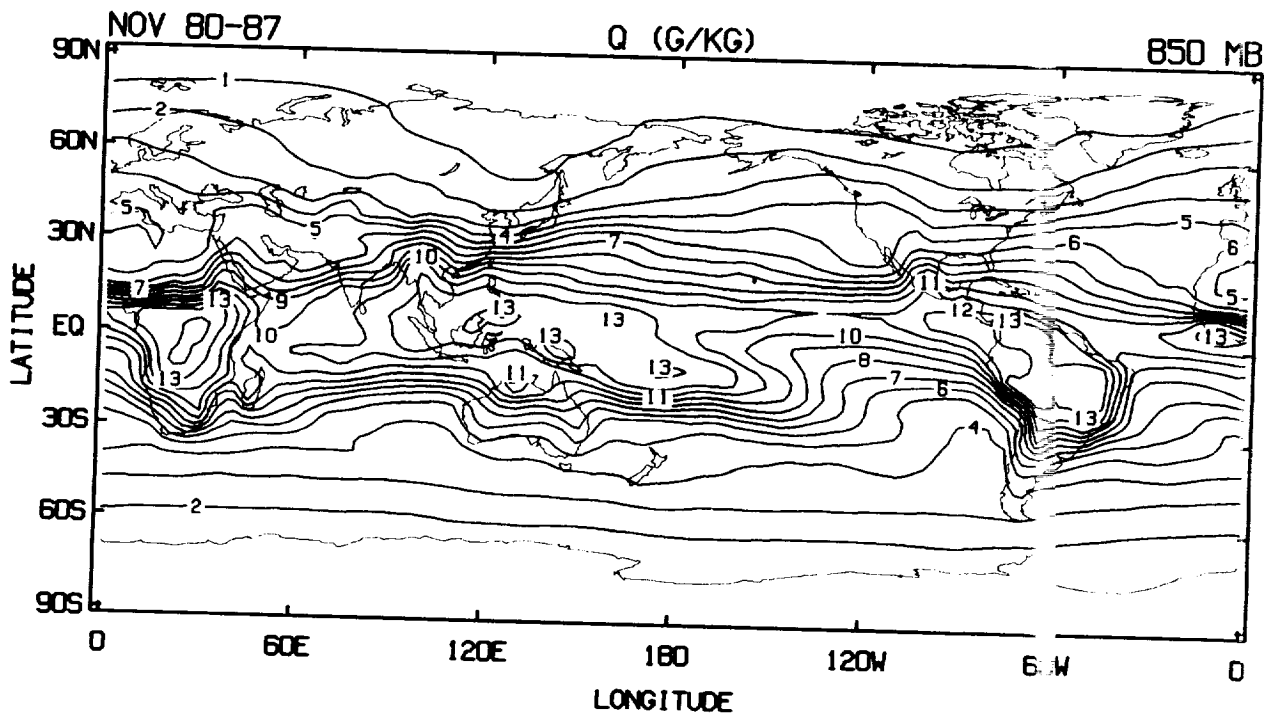 NOV 80-87 Q (G/KG) 850 MB
90N
1
2
60N
5 5 4 7 5 6
30N
10 6
7 13 9 11 5
13 12 13
EQ 13 13 13
10 10
13 11 13 8
11 7 6
30S 4 13
60S 2
90S
0 60E 120E 180 120W 0
LATITUDE
LONGITUDE